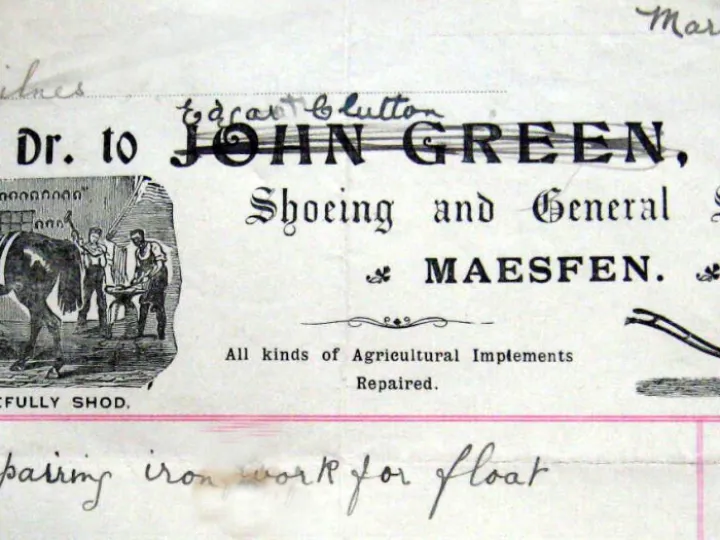 Mar
ilnes
Edgar Clutton
Dr. to JOHN GREEN,
Shoeing and General S
MAESFEN.
All kinds of Agricultural Implements
Repaired.
EFULLY SHOD.
pairing iron work for float